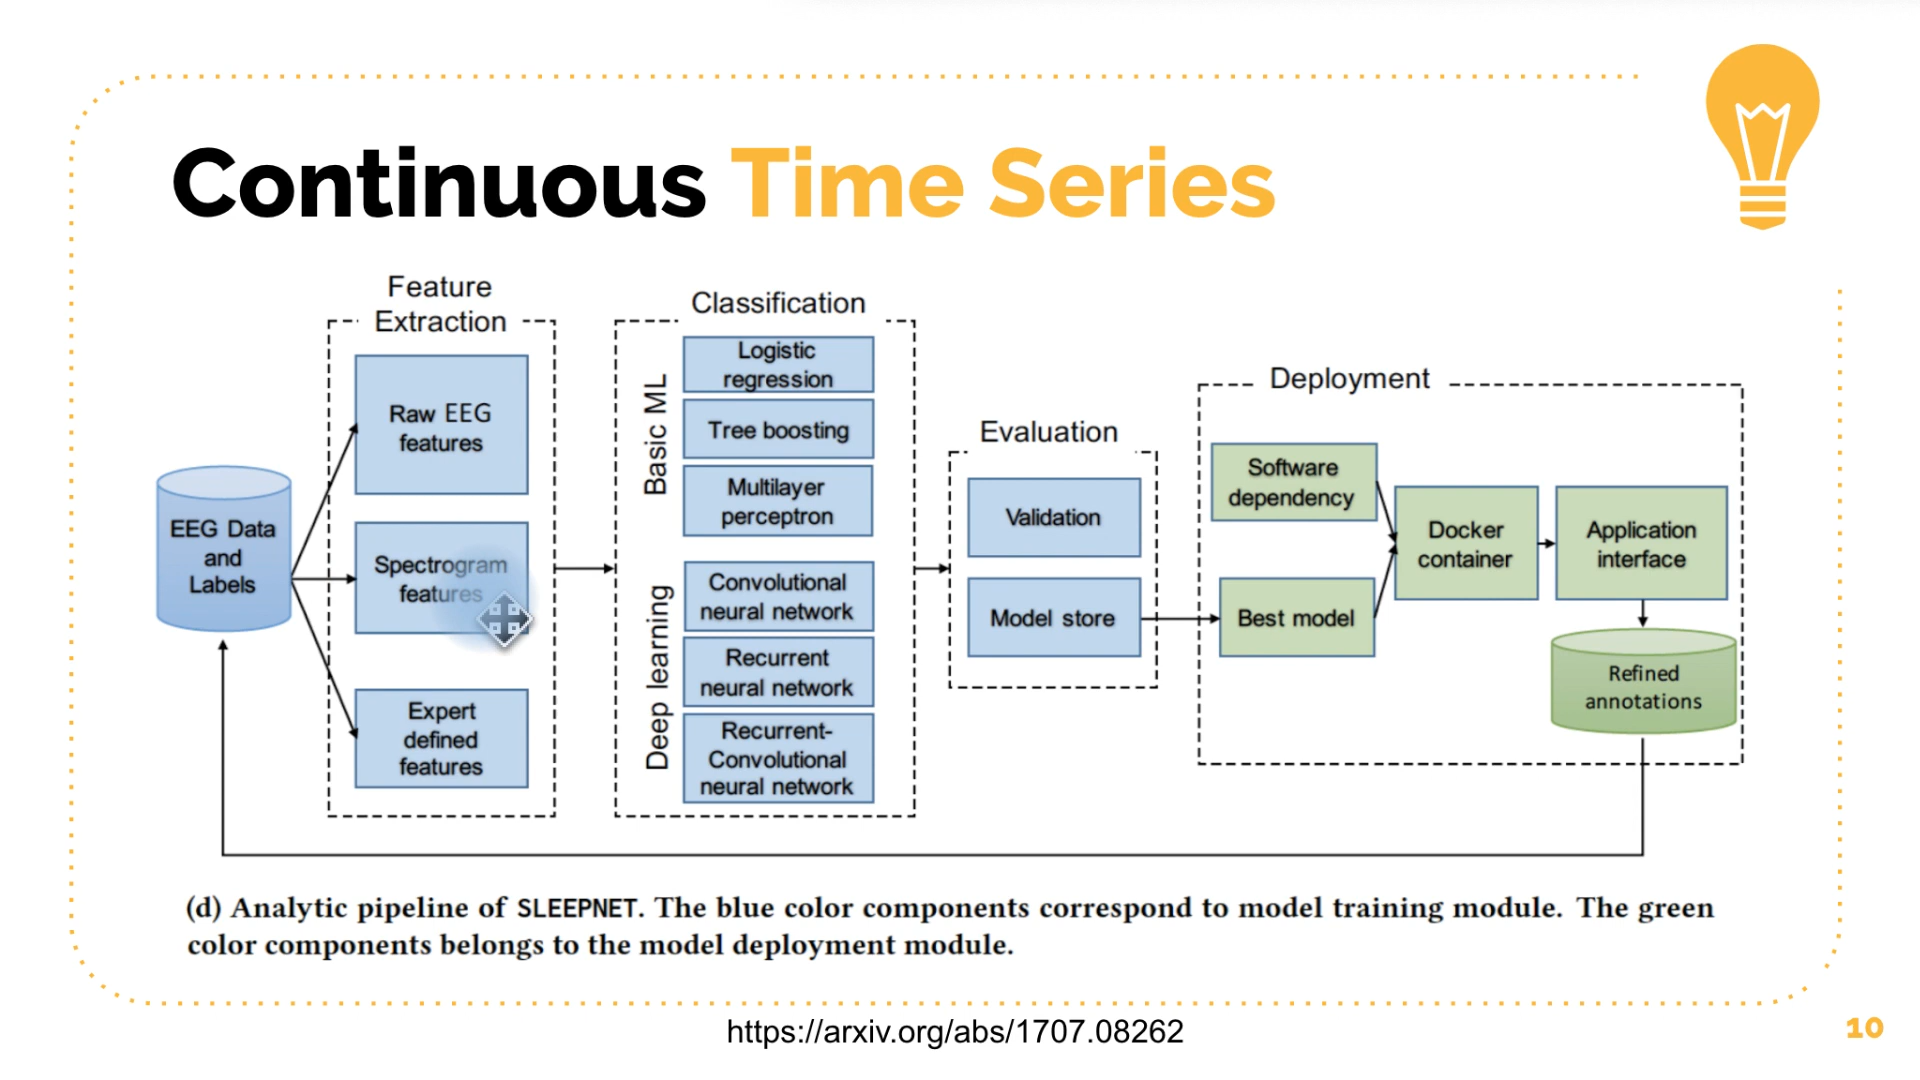 Continuous Time Series
Feature
Extraction
Raw EEG
features
Spectrogram
features
Expert
defined
features
EEG Data
and
Labels
Classification
Basic ML
Logistic
regression
Tree boosting
Multilayer
perceptron
Deep learning
Convolutional
neural network
Recurrent
neural network
Recurrent-
Convolutional
neural network
Evaluation
Validation
Model store
Deployment
Software
dependency
Best model
Docker
container
Application
interface
Refined
annotations
(d) Analytic pipeline of SLEEPNET. The blue color components correspond to model training module. The green
color components belongs to the model deployment module.
https://arxiv.org/abs/1707.08262
10